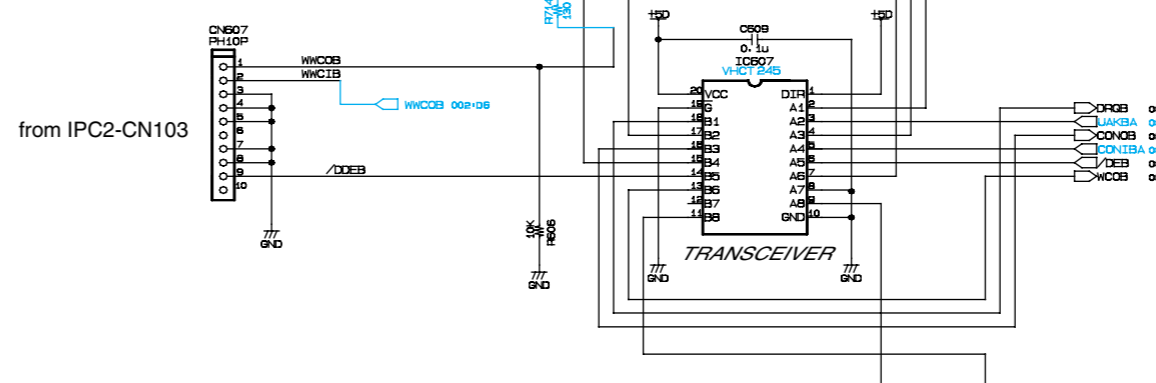 R714
130
+5D
+5D
CN607
PH10P
C609
0.1u
IC607
VHCT245
WWCOB
WWCIB
1
2
3
4
5
6
7
8
9
10
WWCOB 002:D6
from IPC2-CN103
/DDEB
GND
10K
R606
GND
20 VCC DIR 1
19 G A1 2
18 B1 A2 3
17 B2 A3 4
16 B3 A4 5
15 B4 A5 6
14 B5 A6 7
13 B6 A7 8
12 B7 A8 9
11 B8 GND 10
TRANSCEIVER
GND
GND
DRQB
UAKBA
CONOB
CONIBA
/DEB
WCOB